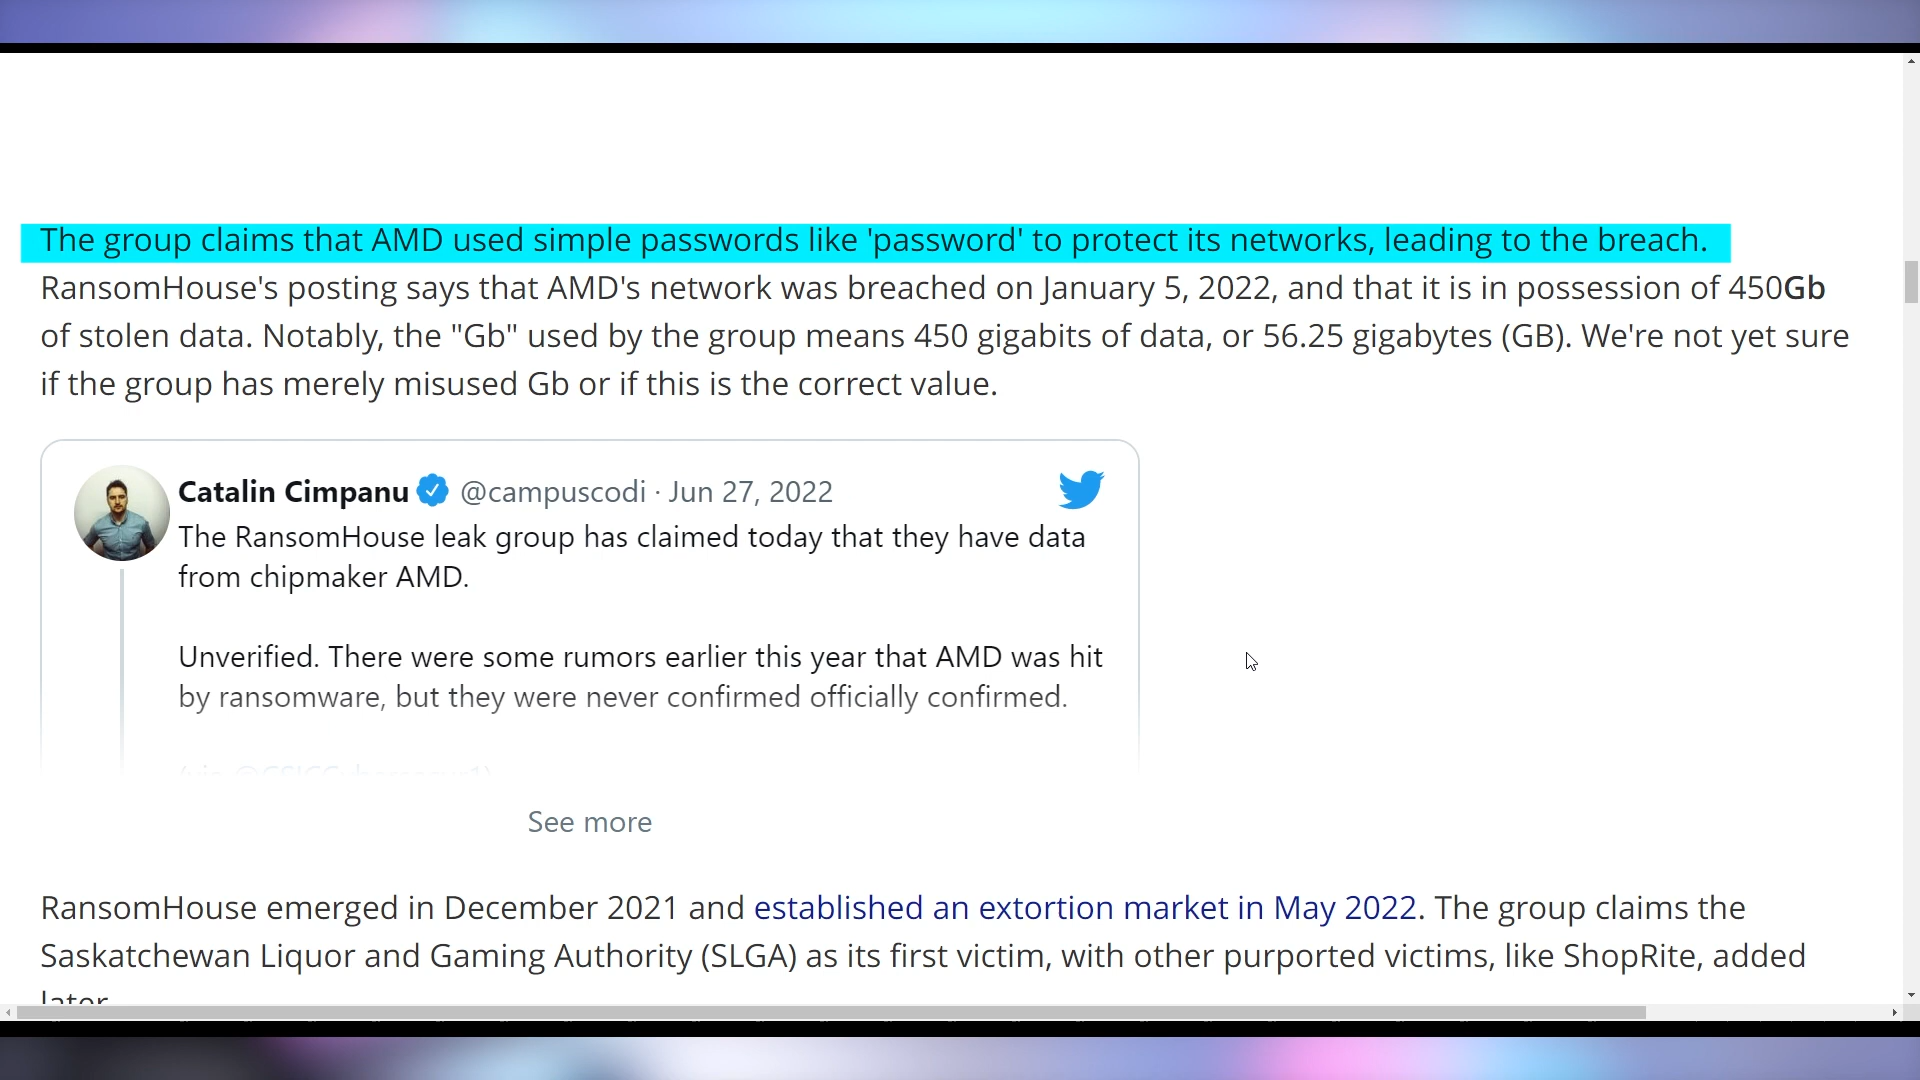 The group claims that AMD used simple passwords like 'password' to protect its networks, leading to the breach.
RansomHouse's posting says that AMD's network was breached on January 5, 2022, and that it is in possession of 450Gb
of stolen data. Notably, the "Gb" used by the group means 450 gigabits of data, or 56.25 gigabytes (GB). We're not yet sure
if the group has merely misused Gb or if this is the correct value.
Catalin Cimpanu @campuscodi · Jun 27, 2022
The RansomHouse leak group has claimed today that they have data
from chipmaker AMD.
Unverified. There were some rumors earlier this year that AMD was hit
by ransomware, but they were never confirmed officially confirmed.
See more
RansomHouse emerged in December 2021 and established an extortion market in May 2022. The group claims the
Saskatchewan Liquor and Gaming Authority (SLGA) as its first victim, with other purported victims, like ShopRite, added
later